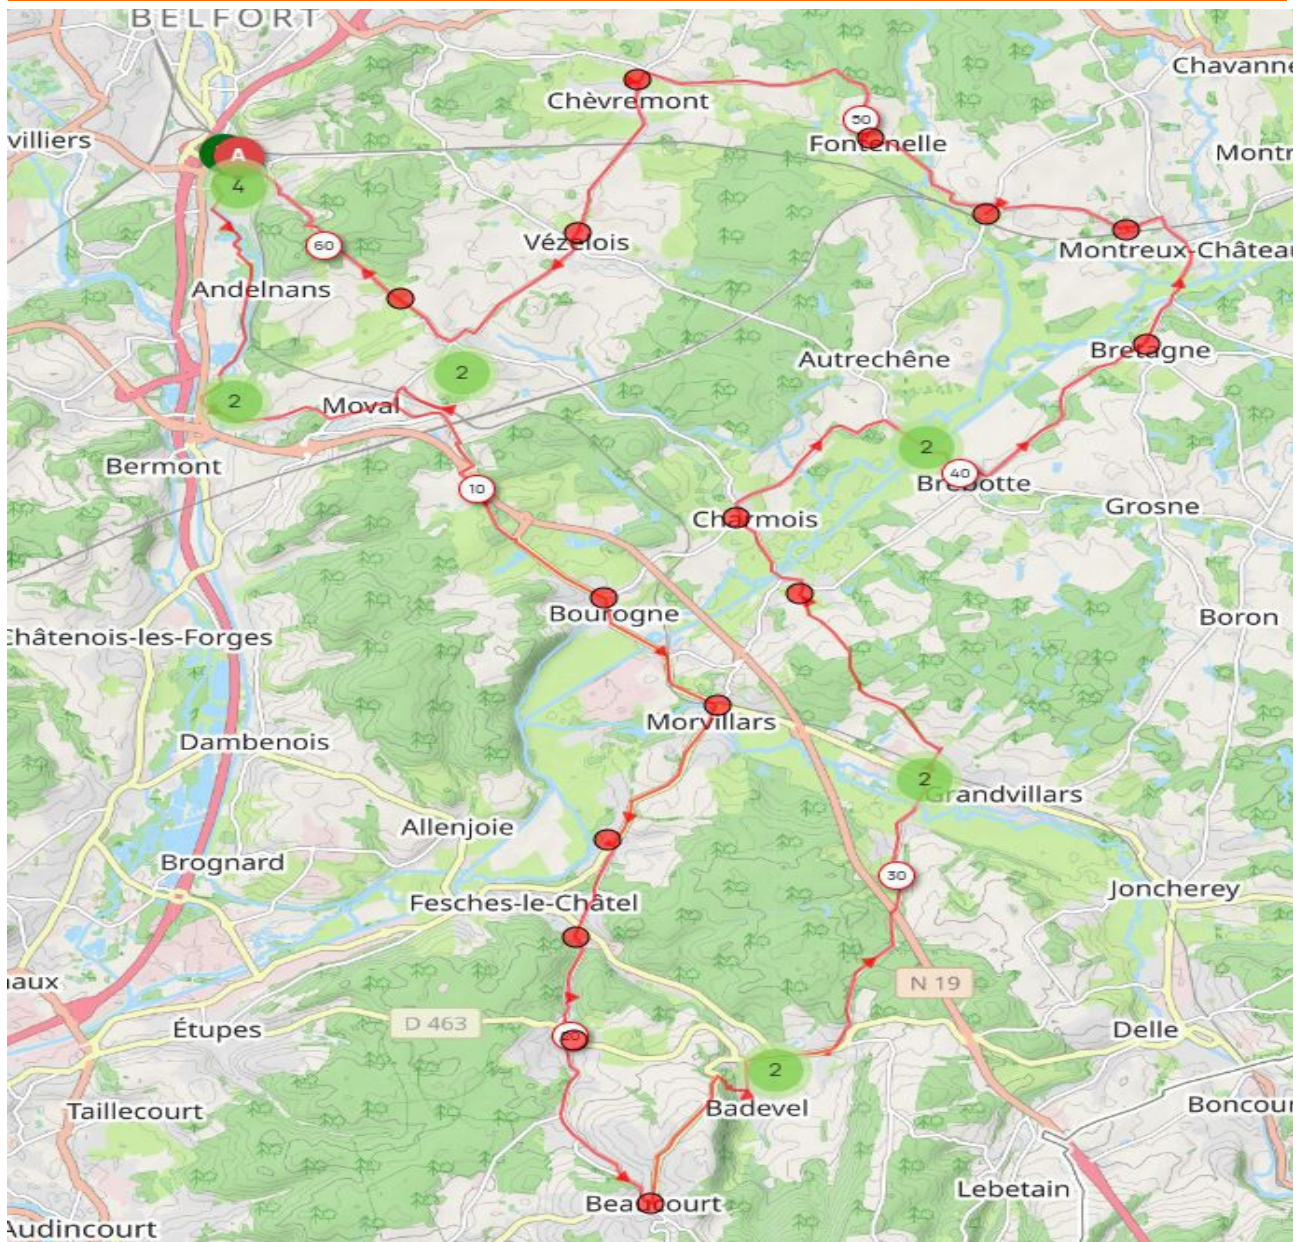 BELFORT
Chavanne
Chèvremont
villiers
50
Fontenelle
A
Montr
4
60
Vézelois
Montreux-Château
Andelnans
Autrechêne
Bretagne
2
2
Moval
2
Bermont
40
Brebotte
10
Grosne
Charmois
Bourogne
Boron
Châtenois-les-Forges
Morvillars
Dambenois
2
Grandvillars
Allenjoie
Brognard
30
Joncherey
Fesches-le-Châtel
naux
N 19
Étupes
D 463
Delle
2
Taillecourt
Badevel
Boncour
Lebetain
Beaucourt
Audincourt